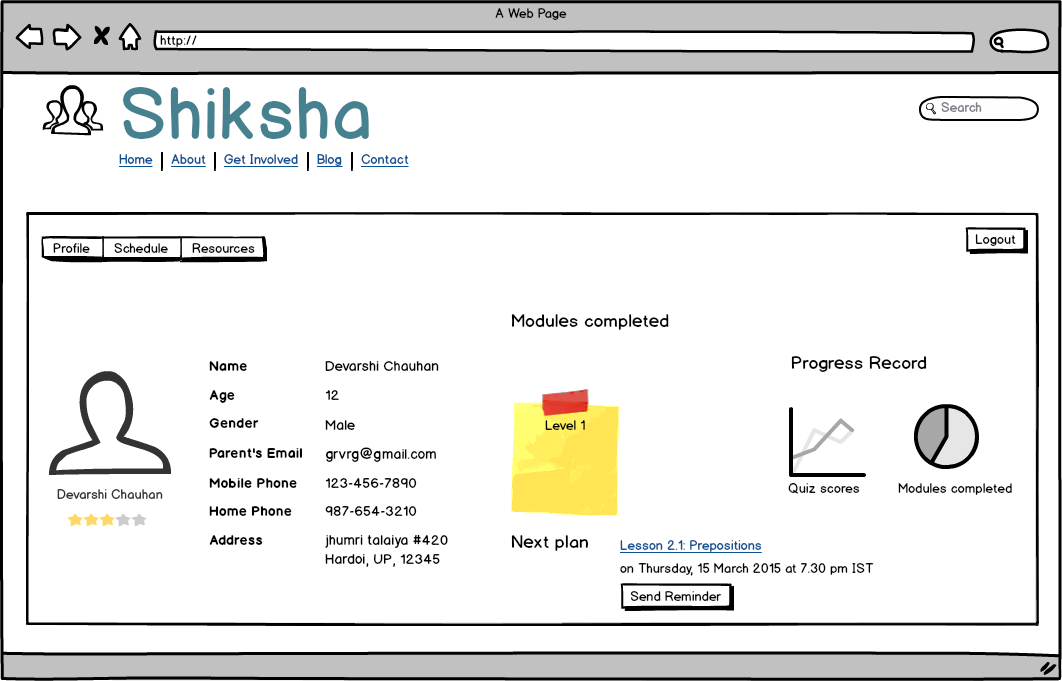 A Web Page
http://
Shiksha
Search
Home About Get Involved Blog Contact
Profile Schedule Resources
Logout
Modules completed
Progress Record
Name Devarshi Chauhan
Age 12
Gender Male
Parent's Email grvrg@gmail.com
Mobile Phone 123-456-7890
Home Phone 987-654-3210
Address jhumri talaiya #420
Hardoi, UP, 12345
Devarshi Chauhan
Level 1
Quiz scores
Modules completed
Next plan
Lesson 2.1: Prepositions
on Thursday, 15 March 2015 at 7.30 pm IST
Send Reminder